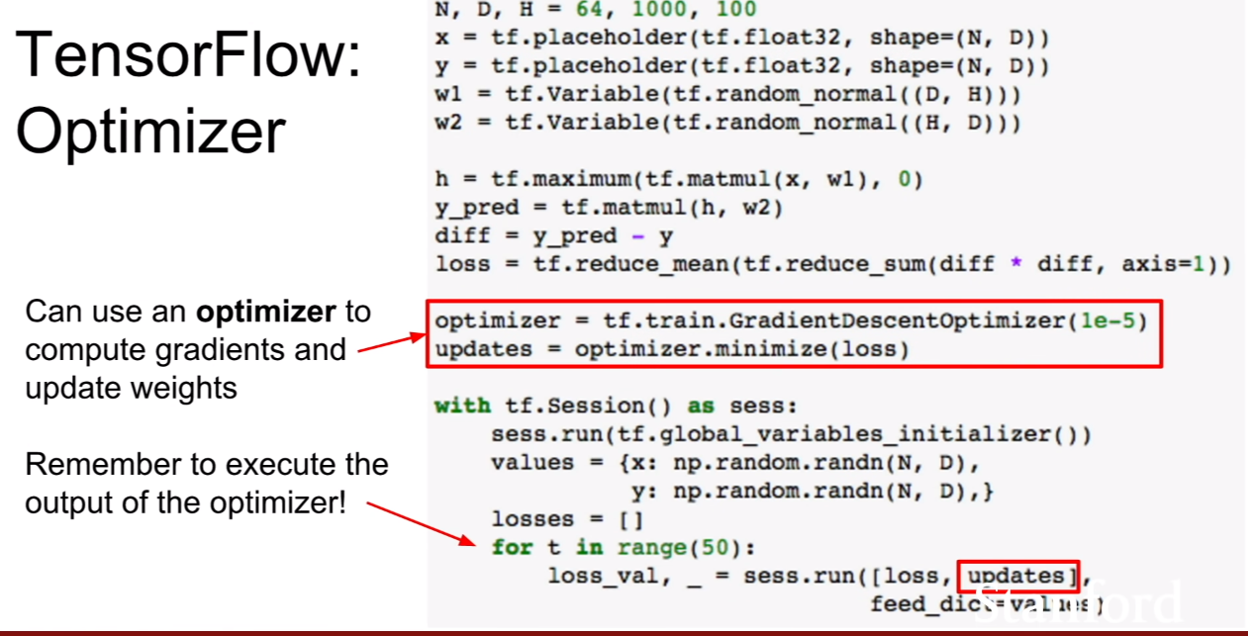 TensorFlow:
Optimizer
Can use an optimizer to
compute gradients and
update weights
Remember to execute the
output of the optimizer!
N, D, H = 64, 1000, 100
x = tf.placeholder(tf.float32, shape=(N, D))
y = tf.placeholder(tf.float32, shape=(N, D))
w1 = tf.Variable(tf.random_normal((D, H)))
w2 = tf.Variable(tf.random_normal((H, D)))
h = tf.maximum(tf.matmul(x, w1), 0)
y_pred = tf.matmul(h, w2)
diff = y_pred - y
loss = tf.reduce_mean(tf.reduce_sum(diff * diff, axis=1))
optimizer = tf.train.GradientDescentOptimizer(1e-5)
updates = optimizer.minimize(loss)
with tf.Session() as sess:
    sess.run(tf.global_variables_initializer())
    values = {x: np.random.randn(N, D),
              y: np.random.randn(N, D),}
    losses = []
    for t in range(50):
        loss_val, _ = sess.run([loss, updates],
                               feed_dict=values)
Stanford